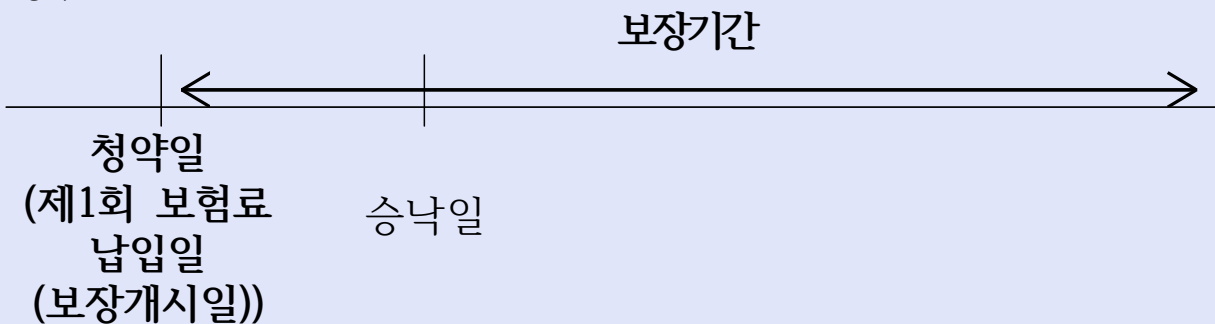 보장기간
청약일
(제1회 보험료
납입일
(보장개시일))
승낙일